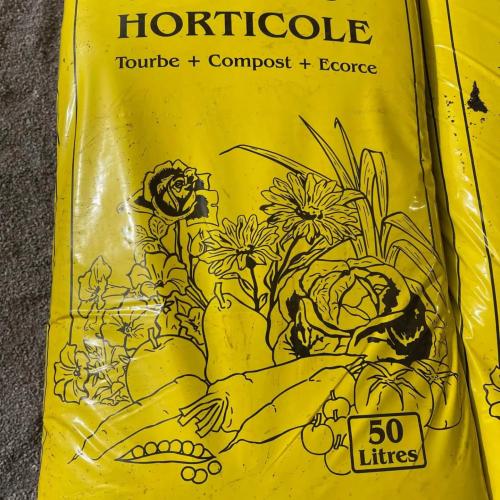 HORTICOLE
Tourbe + Compost + Ecorce
50
Litres